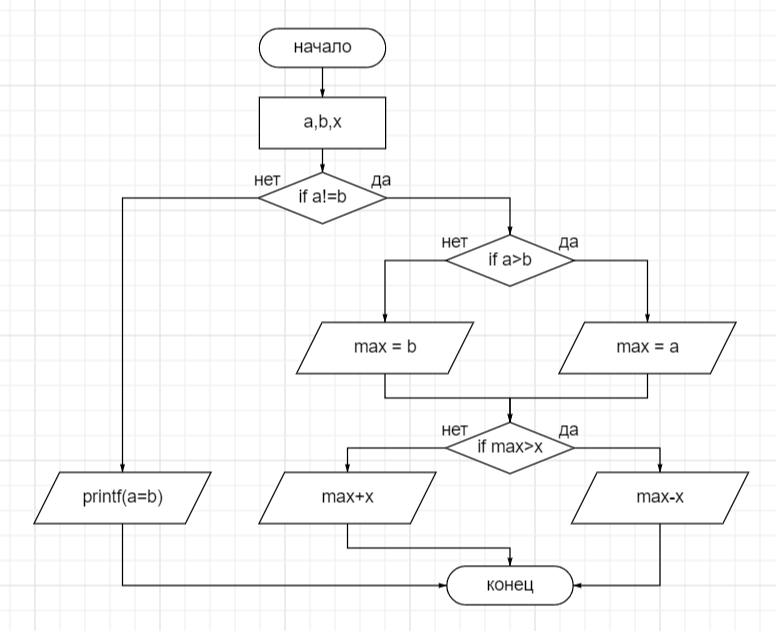 начало
a,b,x
нет
да
if a!=b
нет
да
if a>b
max = b
max = a
нет
да
if max>x
printf(a=b)
max+x
max-x
конец